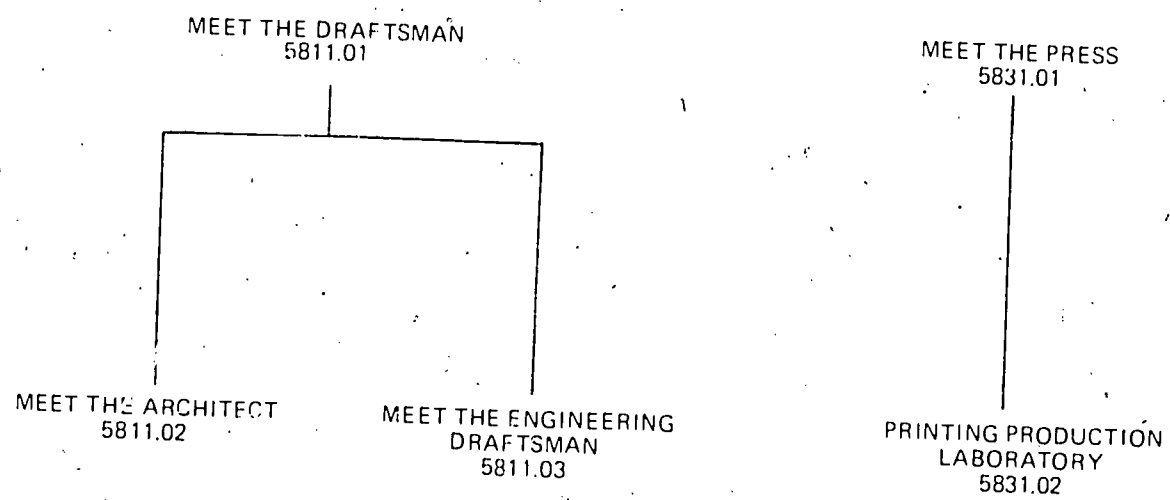 MEET THE DRAFTSMAN
5811.01
MEET THE PRESS
5831.01
MEET THE ARCHITECT
5811.02
MEET THE ENGINEERING
DRAFTSMAN
5811.03
PRINTING PRODUCTION
LABORATORY
5831.02